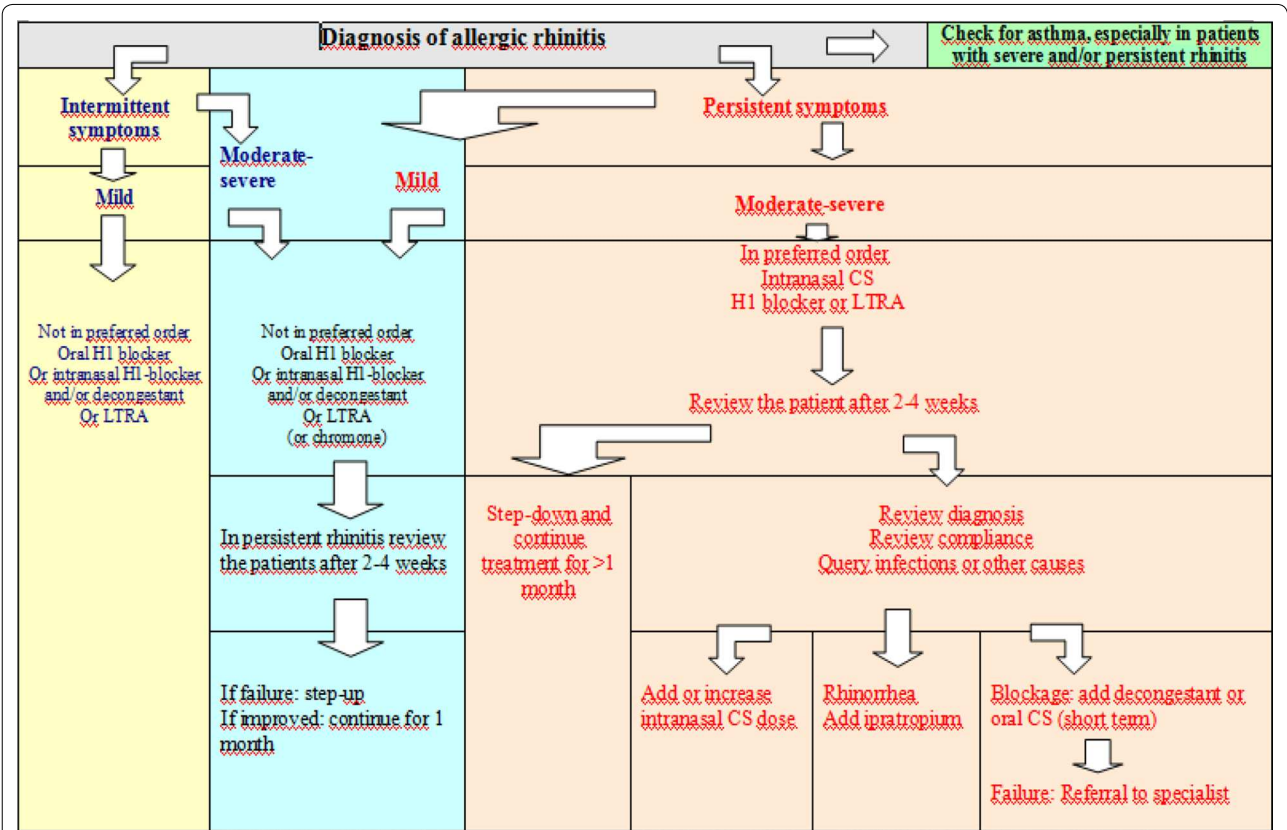 Diagnosis of allergic rhinitis
Check for asthma, especially in patients
with severe and/or persistent rhinitis
Intermittent
symptoms
Persistent symptoms
Moderate-
severe
Mild
Mild
Moderate-severe
Not in preferred order
Oral H1 blocker
Or intranasal H1-blocker
and/or decongestant
Or LTRA
Not in preferred order
Oral H1 blocker
Or intranasal H1-blocker
and/or decongestant
Or LTRA
(or chromone)
In preferred order
Intranasal CS
H1 blocker or LTRA
Review the patient after 2-4 weeks
In persistent rhinitis review
the patients after 2-4 weeks
Step-down and
continue
treatment for >1
month
Review diagnosis
Review compliance
Query infections or other causes
If failure: step-up
If improved: continue for 1
month
Add or increase
intranasal CS dose
Rhinorrhea
Add ipratropium
Blockage: add decongestant or
oral CS (short term)
Failure: Referral to specialist